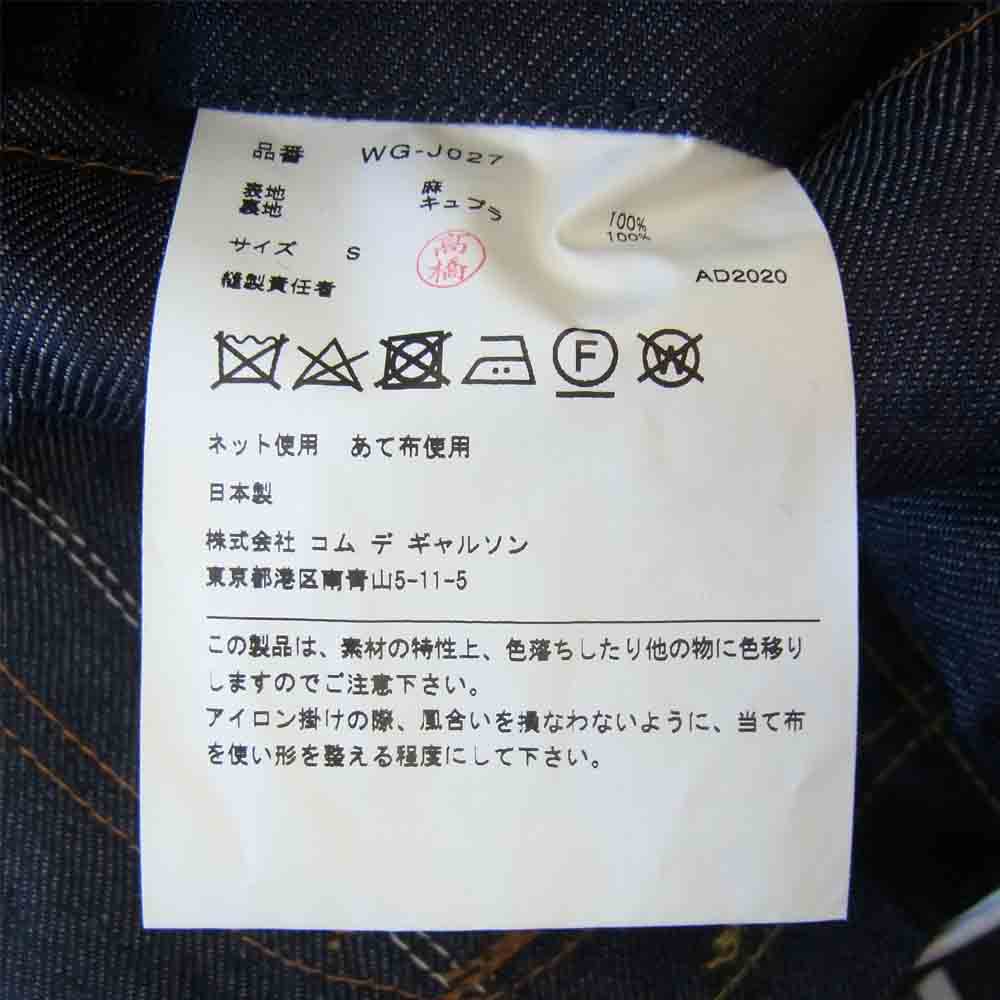 品番 WG-J027
表地 麻 100%
裏地 キュプラ 100%
サイズ S
高橋
AD2020
縫製責任者
F W
ネット使用 あて布使用
日本製
株式会社 コム デ ギャルソン
東京都港区南青山5-11-5
この製品は、素材の特性上、色落ちしたり他の物に色移り
しますのでご注意下さい。
アイロン掛けの際、風合いを損なわないように、当て布
を使い形を整える程度にして下さい。